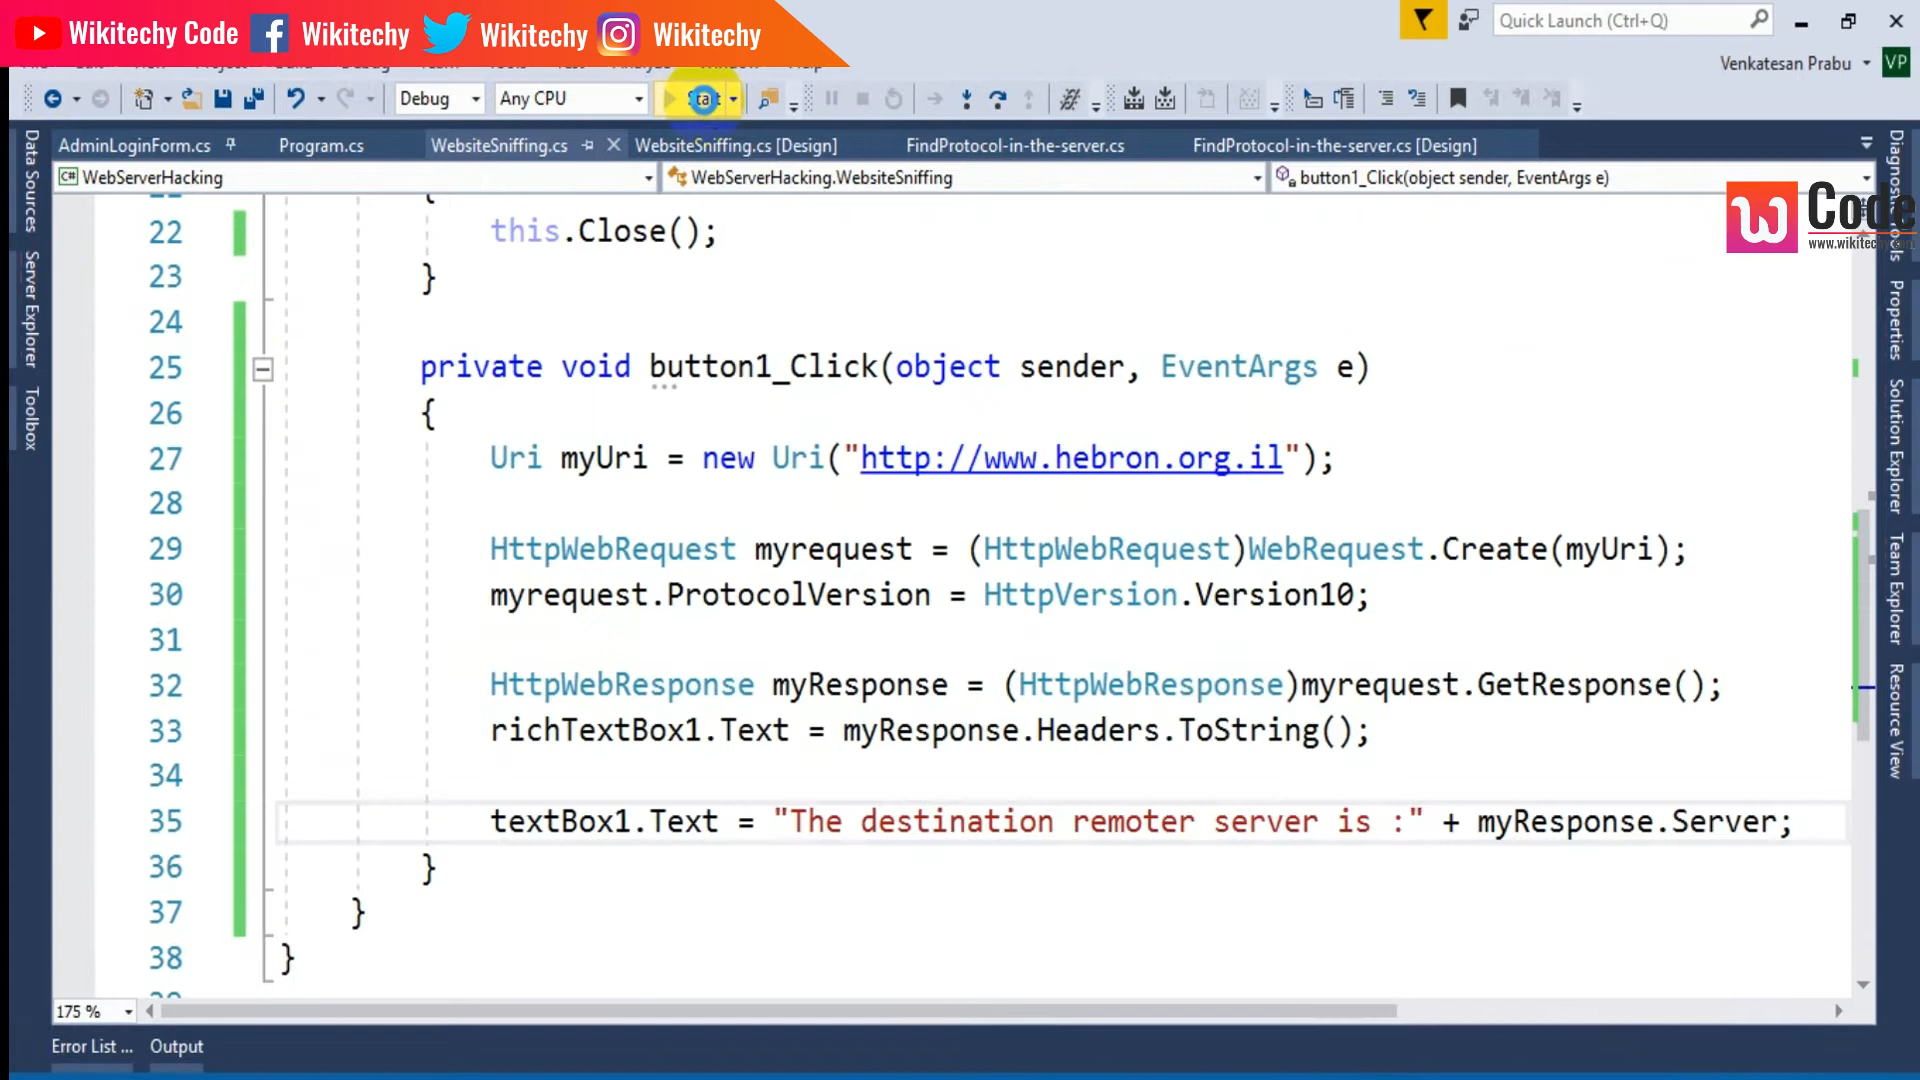 Wikitechy Code Wikitechy Wikitechy Wikitechy
Quick Launch (Ctrl+Q)
Venkatesan Prabu VP
Debug Any CPU Start
AdminLoginForm.cs Program.cs WebsiteSniffing.cs WebsiteSniffing.cs [Design] FindProtocol-in-the-server.cs FindProtocol-in-the-server.cs [Design]
C# WebServerHacking WebServerHacking.WebsiteSniffing button1_Click(object sender, EventArgs e)
Code
www.wikitechy.com
Data Sources
Server Explorer
Toolbox
{
22 this.Close();
23 }
24
25 private void button1_Click(object sender, EventArgs e)
26 {
27 Uri myUri = new Uri("http://www.hebron.org.il");
28
29 HttpWebRequest myrequest = (HttpWebRequest)WebRequest.Create(myUri);
30 myrequest.ProtocolVersion = HttpVersion.Version10;
31
32 HttpWebResponse myResponse = (HttpWebResponse)myrequest.GetResponse();
33 richTextBox1.Text = myResponse.Headers.ToString();
34
35 textBox1.Text = "The destination remoter server is :" + myResponse.Server;
36 }
37 }
38 }
Properties
Solution Explorer
Team Explorer
Resource View
175 %
Error List ... Output